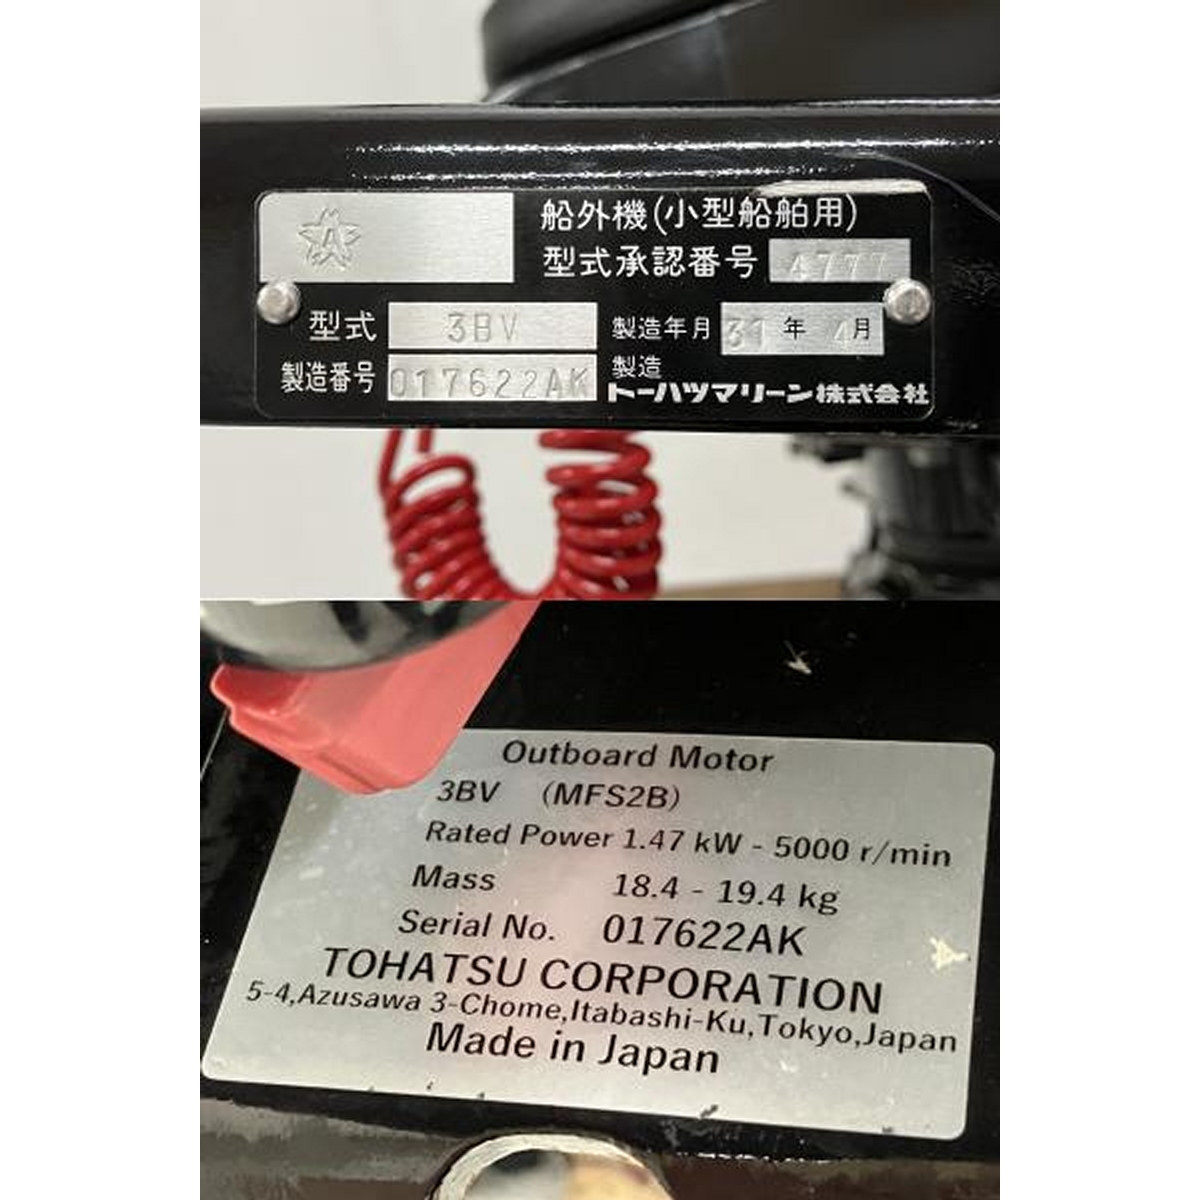 A
船外機(小型船舶用)
型式承認番号 4777
型式 3BV
製造年月 31年 4月
製造番号 017622AK
製造
トーハツマリーン株式会社
Outboard Motor
3BV (MFS2B)
Rated Power 1.47 kW - 5000 r/min
Mass 18.4 - 19.4 kg
Serial No. 017622AK
TOHATSU CORPORATION
5-4,Azusawa 3-Chome,Itabashi-Ku,Tokyo,Japan
Made in Japan